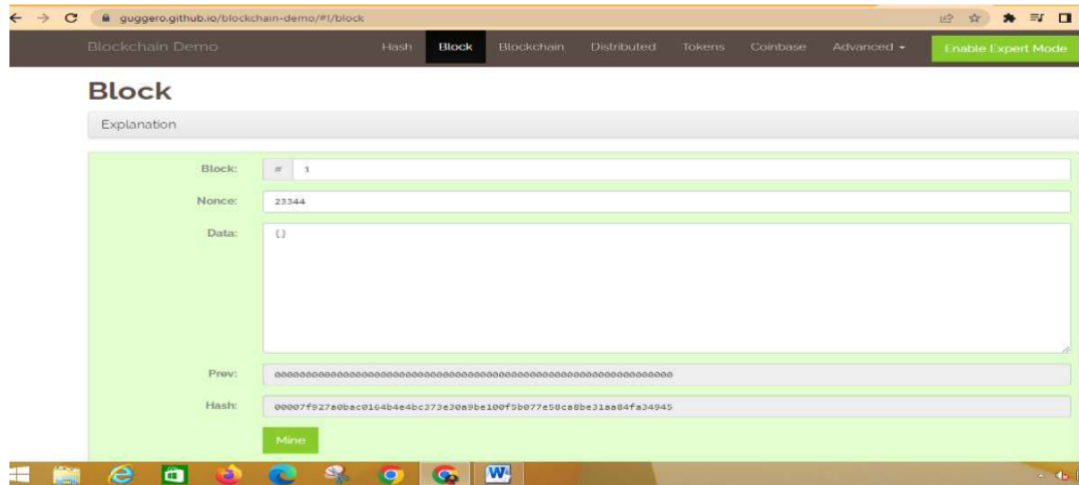 guggero.github.io/blockchain-demo/#!/block
Blockchain Demo Hash Block Blockchain Distributed Tokens Coinbase Advanced Enable Expert Mode
Block
Explanation
Block: # 1
Nonce: 23344
Data: {}
Prev: 0000000000000000000000000000000000000000000000000000000000000000
Hash:
Mine